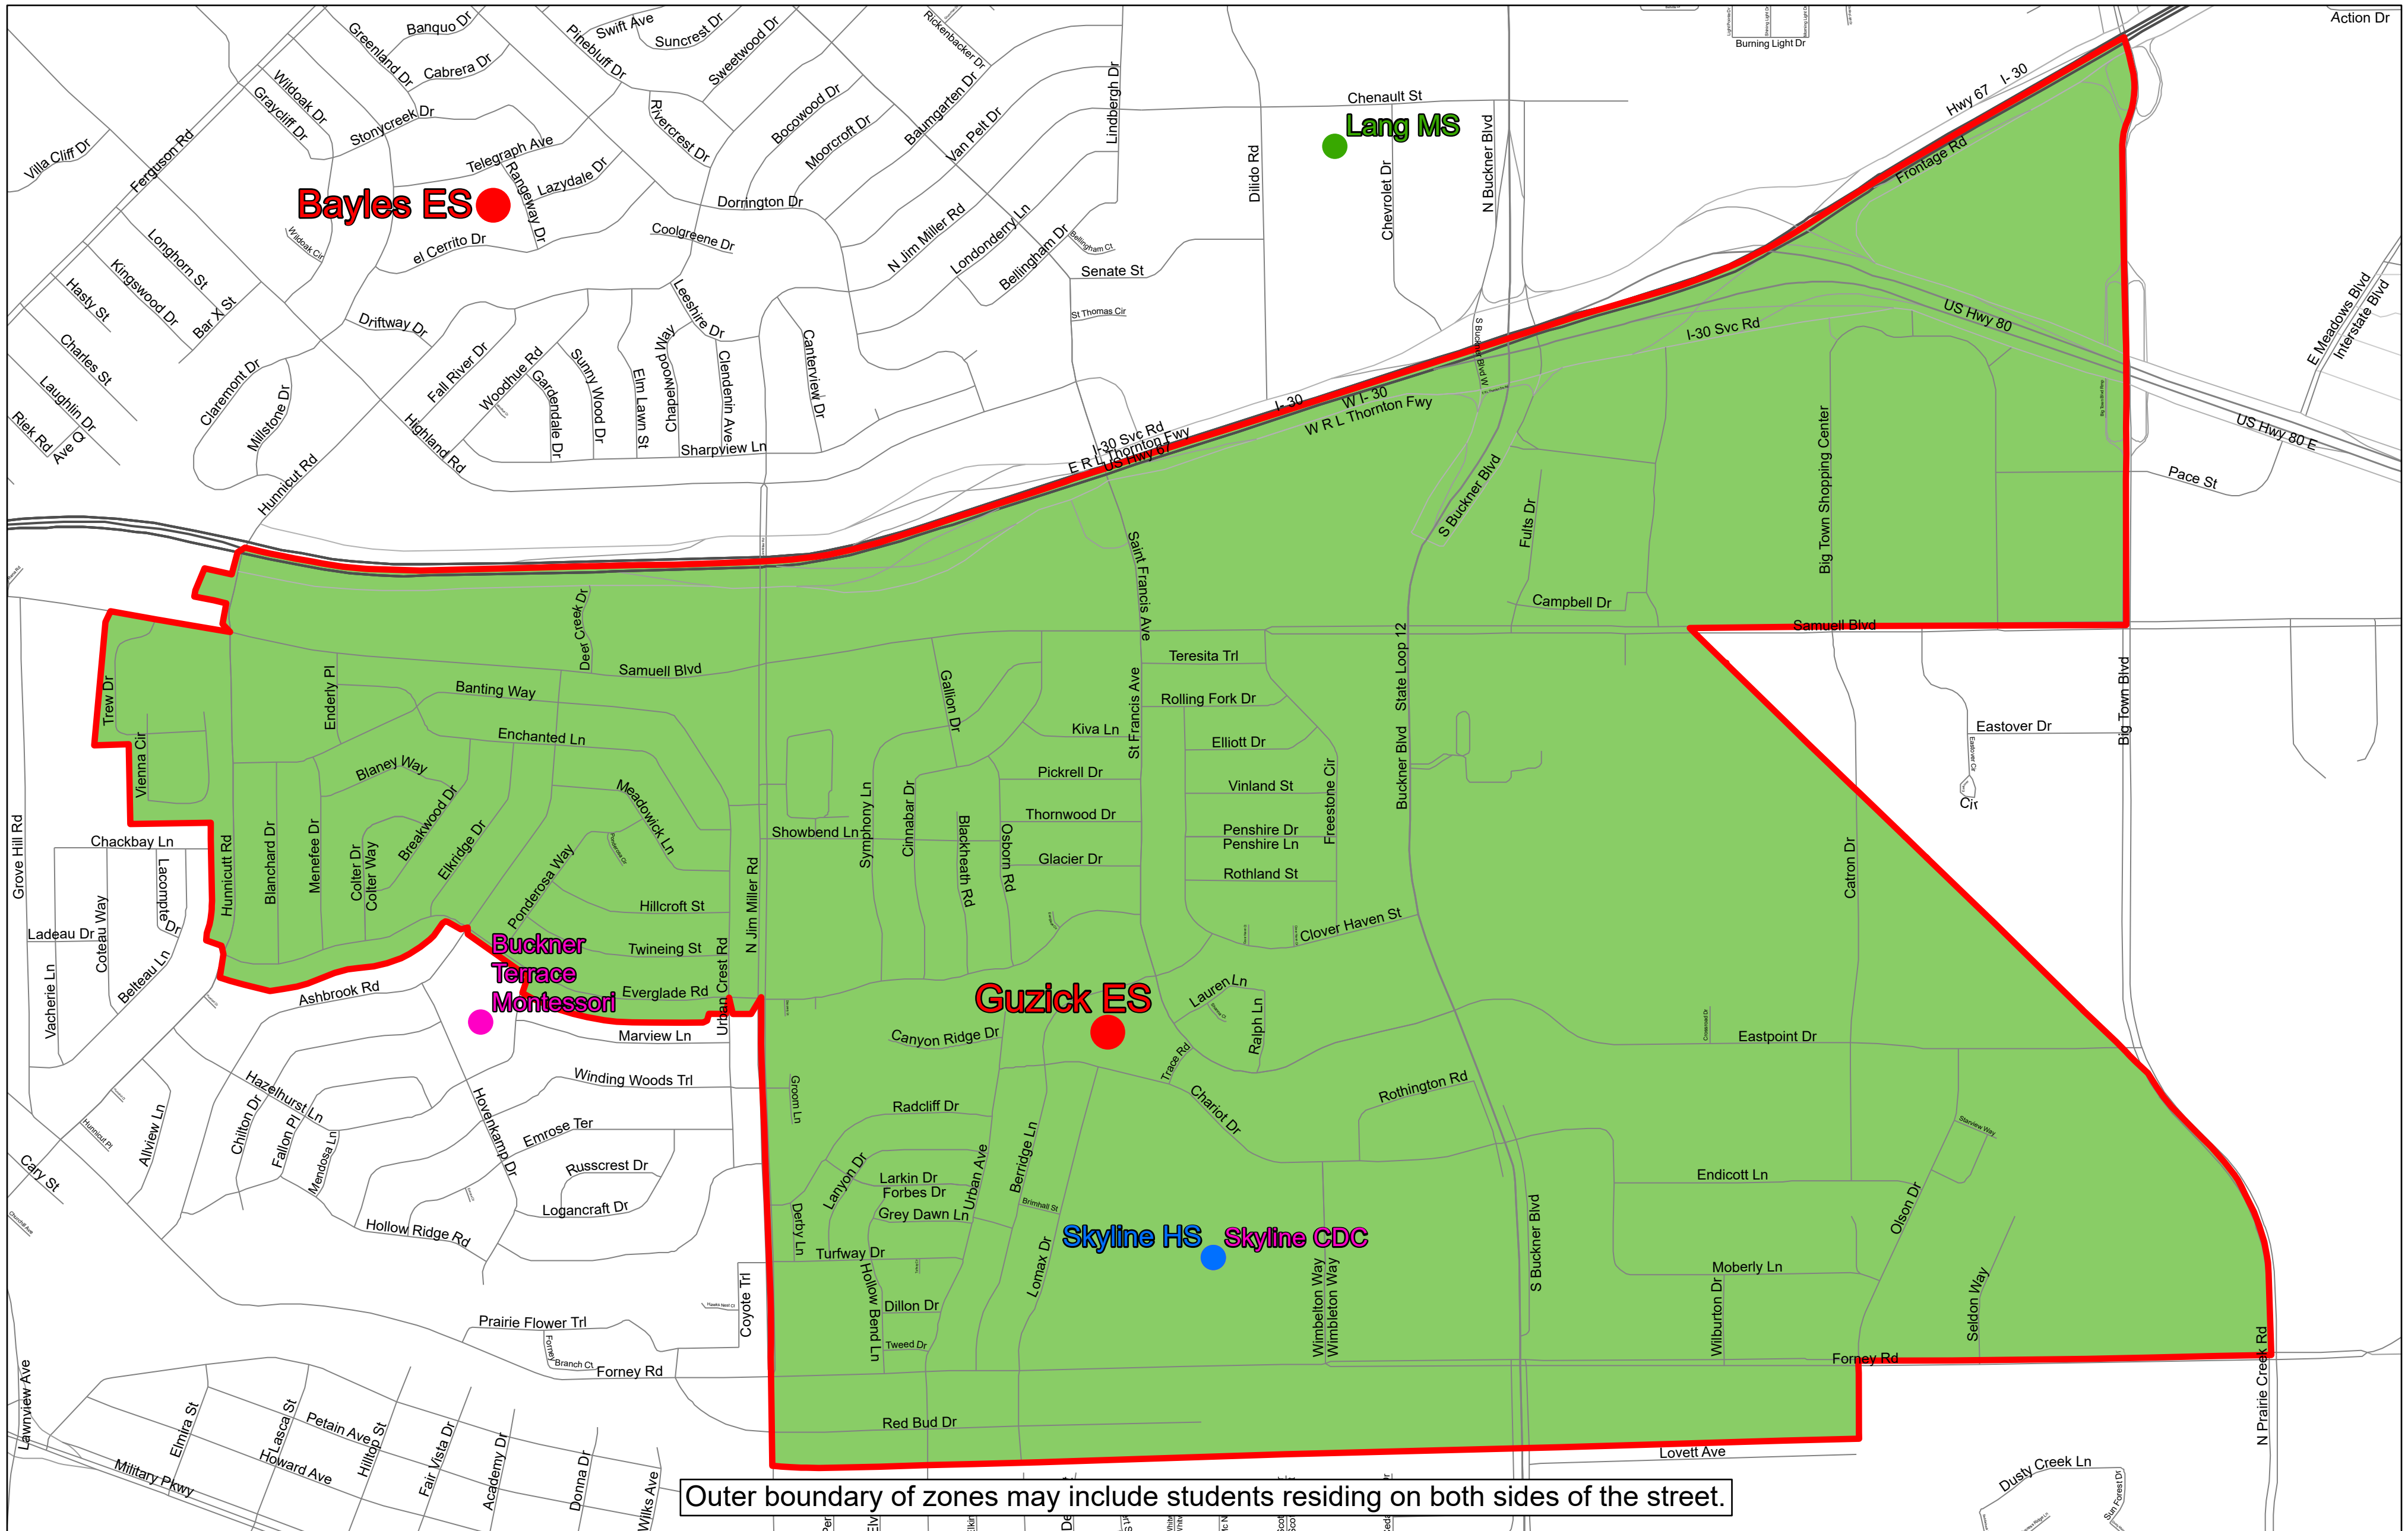 Action Dr
Banquo Dr
Swift Ave
Suncrest Dr
Rickenbacker Dr
Burning Light Dr
Greenland Dr
Pinebluff Dr
Sweetwood Dr
Cabrera Dr
Wildoak Dr
Graycliff Dr
Hwy 67
I- 30
Lindbergh Dr
Chenault St
Lang MS
Bocowood Dr
Baumgarten Dr
Rivercrest Dr
Stonycreek Dr
Moorcroft Dr
Van Pelt Dr
N Buckner Blvd
Villa Cliff Dr
Ferguson Rd
Telegraph Ave
Frontage Rd
Dilido Rd
Chevrolet Dr
Rangeway Dr
Lazydale Dr
Bayles ES
Dorrington Dr
Coolgreene Dr
N Jim Miller Rd
Londonderry Ln
Bellingham Dr
Bellingham Ct
Wildoak Cir
el Cerrito Dr
Longhorn St
Kingswood Dr
Hasty St
Bar X St
Senate St
St Thomas Cir
Leeshire Dr
Driftway Dr
US Hwy 80
I-30 Svc Rd
E Meadows Blvd
Interstate Blvd
S Buckner Blvd W
Charles St
Laughlin Dr
Riek Rd
Ave Q
Claremont Dr
Millstone Dr
Fall River Dr
Woodhue Rd
Gardendale Dr
Sunny Wood Dr
Elm Lawn St
Chapelwood Way
Clendenin Ave
Canterview Dr
Highland Rd
Sharpview Ln
Hunnicut Rd
I- 30
W I- 30
W R L Thornton Fwy
I-30 Svc Rd
E R L Thornton Fwy
US Hwy 67
US Hwy 80 E
Pace St
S Buckner Blvd
Fults Dr
Big Town Shopping Center
Saint Francis Ave
Campbell Dr
Deer Creek Dr
Samuell Blvd
Samuell Blvd
Teresita Trl
State Loop 12
Big Town Blvd
Trew Dr
Enderly Pl
Banting Way
Gallion Dr
St Francis Ave
Rolling Fork Dr
Kiva Ln
Elliott Dr
Eastover Dr
Eastover Cir
Cir
Enchanted Ln
Vienna Cir
Blaney Way
Pickrell Dr
Vinland St
Buckner Blvd
Freestone Cir
Meadowick Ln
Breakwood Dr
Symphony Ln
Cinnabar Dr
Blackheath Rd
Osborn Rd
Thornwood Dr
Penshire Dr
Penshire Ln
Showbend Ln
Grove Hill Rd
Chackbay Ln
Lacompte
Dr
Hunnicutt Rd
Blanchard Dr
Menefee Dr
Colter Dr
Colter Way
Elkridge Dr
Ponderosa Way
Glacier Dr
Rothland St
Catron Dr
N Jim Miller Rd
Hillcroft St
Ladeau Dr
Coteau Way
Clover Haven St
Buckner
Terrace
Montessori
Twineing St
Urban Crest Rd
Vacherie Ln
Belteau Ln
Ashbrook Rd
Everglade Rd
Guzick ES
Lauren Ln
Ralph Ln
Marview Ln
Canyon Ridge Dr
Trace Rd
Eastpoint Dr
Winding Woods Trl
Hazelhurst Ln
Groom Ln
Radcliff Dr
Chariot Dr
Rothington Rd
Starview Way
Hunnicut Pl
Allview Ln
Chilton Dr
Fallon Pl
Mendosa Ln
Hovenkamp Dr
Emrose Ter
Russcrest Dr
Logancraft Dr
Cary St
Churchill Ave
Lanyon Dr
Larkin Dr
Forbes Dr
Grey Dawn Ln
Urban Ave
Berridge Ln
Brimhall St
Endicott Ln
Olson Dr
Hollow Ridge Rd
Derby Ln
Turfway Dr
Lomax Dr
Skyline HS
Skyline CDC
S Buckner Blvd
Moberly Ln
Wimbelton Way
Wimbleton Way
Wilburton Dr
Seldon Way
Coyote Trl
Hollow Bend Ln
Dillon Dr
Tweed Dr
Prairie Flower Trl
Forney
Branch Ct
Forney Rd
Forney Rd
N Prairie Creek Rd
Lawnview Ave
Red Bud Dr
Lovett Ave
Elmira St
Lasca St
Petain Ave
Howard Ave
Hilltop St
Fair Vista Dr
Academy Dr
Donna Dr
Wilks Ave
Military Pkwy
Dusty Creek Ln
Sun Forest Dr
Outer boundary of zones may include students residing on both sides of the street.